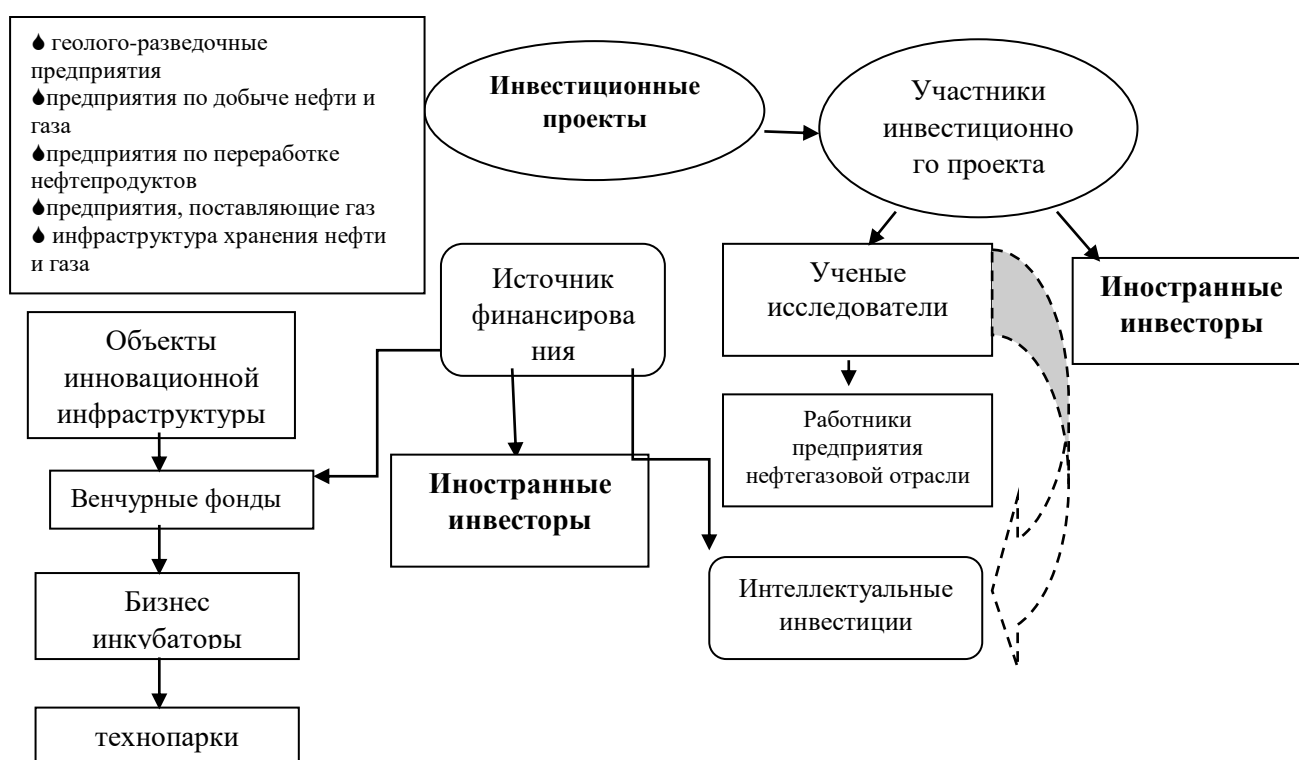 геолого-разведочные
предприятия
предприятия по добыче нефти и
газа
предприятия по переработке
нефтепродуктов
предприятия, поставляющие газ
инфраструктура хранения нефти
и газа
Инвестиционные
проекты
Участники
инвестиционно
го проекта
Источник
финансирова
ния
Ученые
исследователи
Иностранные
инвесторы
Объекты
инновационной
инфраструктуры
Работники
предприятия
нефтегазовой отрасли
Венчурные фонды
Иностранные
инвесторы
Бизнес
инкубаторы
Интеллектуальные
инвестиции
технопарки